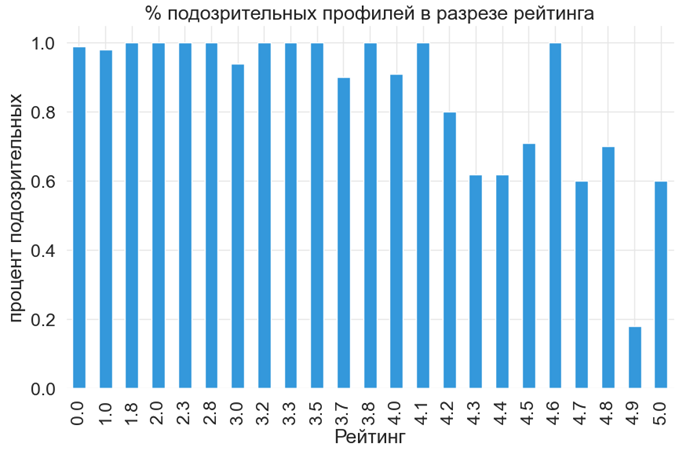 % подозрительных профилей в разрезе рейтинга
процент подозрительных
1.0
0.8
0.6
0.4
0.2
0.0
0.0 1.0 1.8 2.0 2.3 2.8 3.0 3.2 3.3 3.5 3.7 3.8 4.0 4.1 4.2 4.3 4.4 4.5 4.6 4.7 4.8 4.9 5.0
Рейтинг